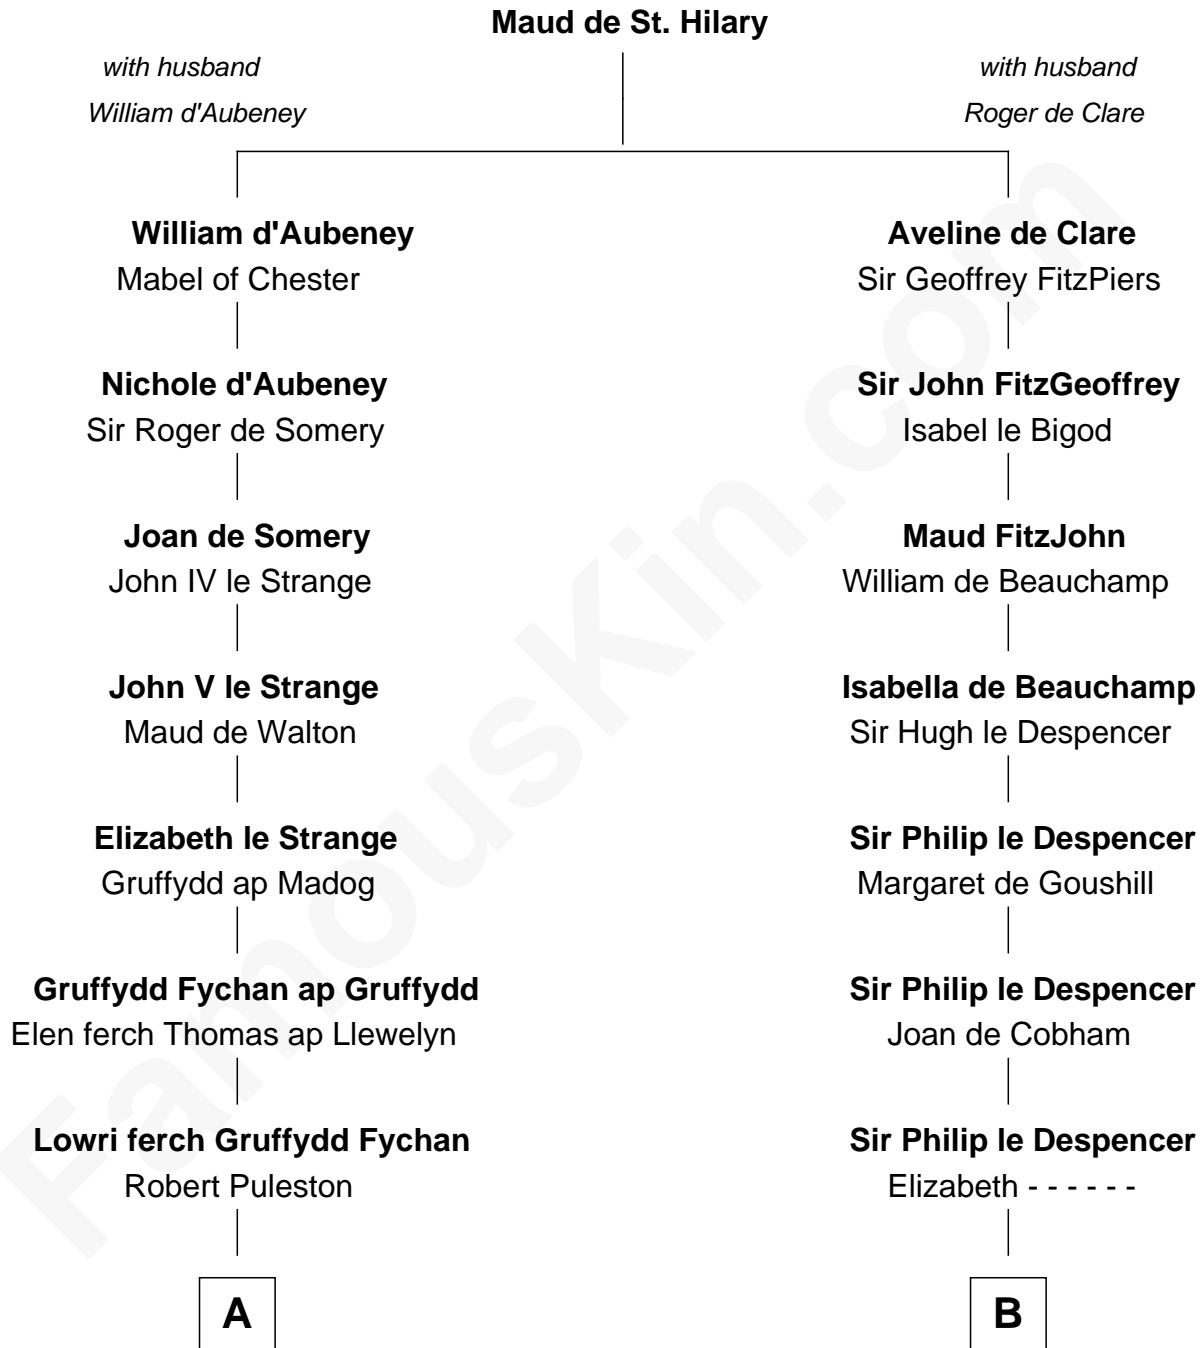 Maud de St. Hilary
with husband
William d'Aubeney
with husband
Roger de Clare
William d'Aubeney
Mabel of Chester
Nichole d'Aubeney
Sir Roger de Somery
Joan de Somery
John IV le Strange
John V le Strange
Maud de Walton
Elizabeth le Strange
Gruffydd ap Madog
Gruffydd Fychan ap Gruffydd
Elen ferch Thomas ap Llewelyn
Lowri ferch Gruffydd Fychan
Robert Puleston
A
Aveline de Clare
Sir Geoffrey FitzPiers
Sir John FitzGeoffrey
Isabel le Bigod
Maud FitzJohn
William de Beauchamp
Isabella de Beauchamp
Sir Hugh le Despencer
Sir Philip le Despencer
Margaret de Goushill
Sir Philip le Despencer
Joan de Cobham
Sir Philip le Despencer
Elizabeth - - - - - -
B
FamousKin.com